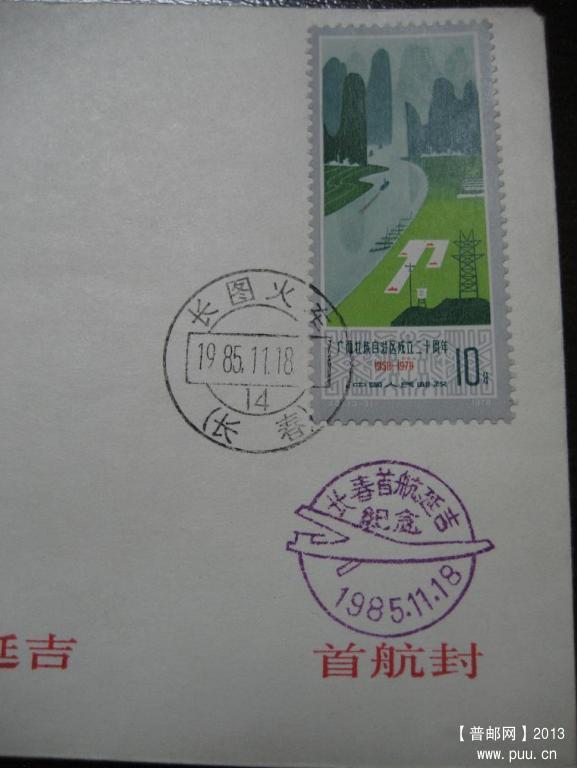 广西壮族自治区成立二十周年
1958-1978
中国人民邮政
10分
长图火车
1985.11.18
14
(长春)
长春首航延吉
纪念
1985.11.18
延吉
首航封
【普邮网】2013
www.puu.cn